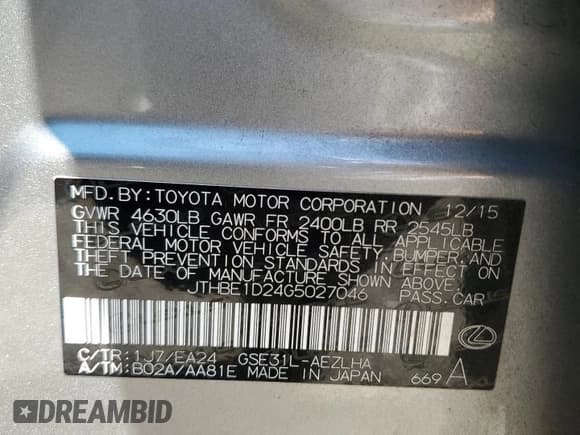 MFD. BY: TOYOTA MOTOR CORPORATION 12/15
GVWR 4630LB GAWR FR 2400LB RR 2545LB
THIS VEHICLE CONFORMS TO ALL APPLICABLE
FEDERAL MOTOR VEHICLE SAFETY, BUMPER, AND
THEFT PREVENTION STANDARDS IN EFFECT ON
THE DATE OF MANUFACTURE SHOWN ABOVE.
JTHBE1D24G5027046 PASS. CAR
C/TR: 1J7/EA24 GSE31L-AEZLHA
A/TM: B02A/AA81E MADE IN JAPAN 669 A
DREAMBID